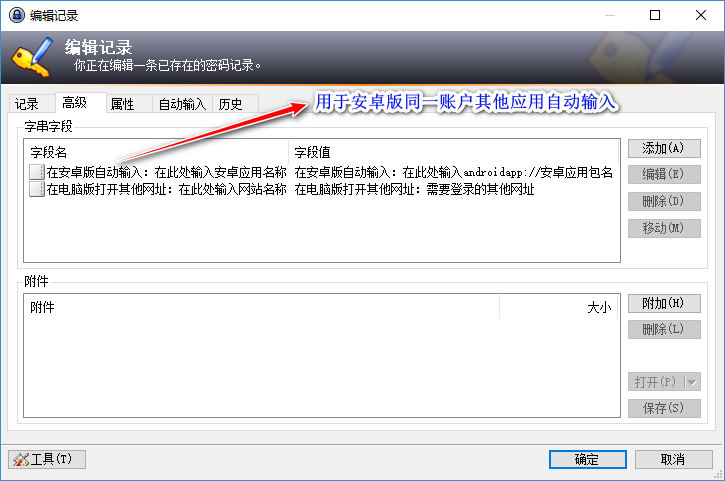 编辑记录
编辑记录
你正在编辑一条已存在的密码记录。
记录 高级 属性 自动输入 历史
用于安卓版同一账户其他应用自动输入
字串字段
字段名 字段值
在安卓版自动输入: 在此处输入安卓应用名称 在安卓版自动输入: 在此处输入androidapp://安卓应用包名
在电脑版打开其他网址: 在此处输入网站名称 在电脑版打开其他网址: 需要登录的其他网址
添加(A)
编辑(E)
删除(D)
移动(M)
附件
附件 大小
附加(H)
删除(L)
打开(P)
保存(S)
工具(T) 确定 取消